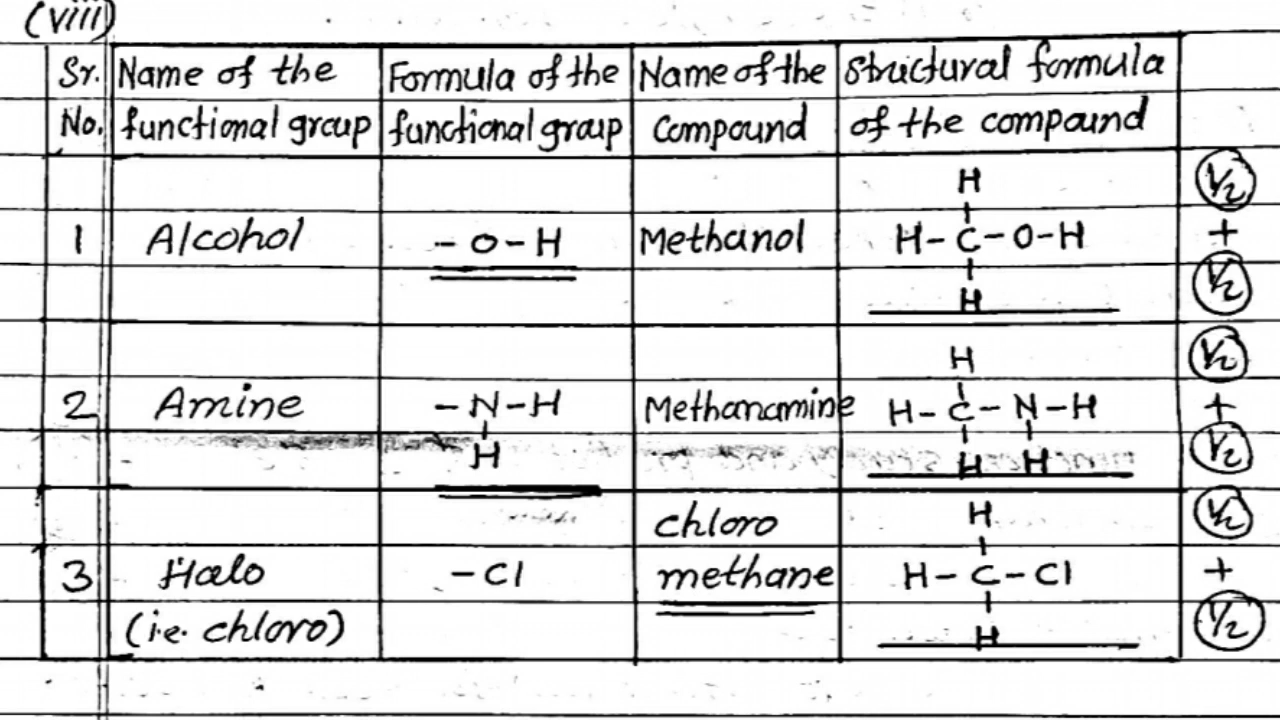 (viii)
Sr. Name of the Formula of the Name of the Structural formula
No. functional group functional group Compound of the compound
H ½
1 Alcohol -O-H Methanol H-C-O-H +
H ½
H ½
2 Amine -N-H Methanamine H-C-N-H +
H H H ½
chloro H ½
3 Halo -Cl methane H-C-Cl +
(i.e. chloro) H ½